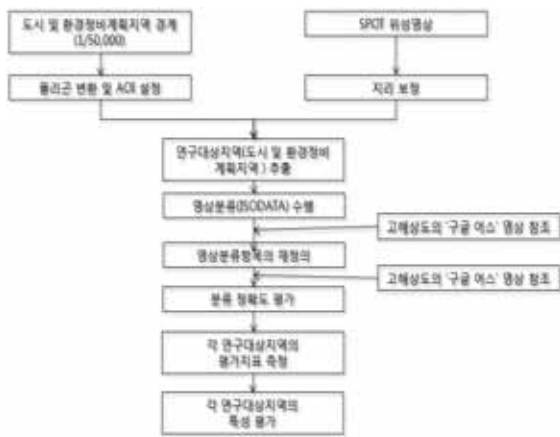 도시 및 환경정비계획지역 경계
(1/50,000)
SPOT 위성영상
폴리곤 변환 및 AOI 설정
지리 보정
연구대상지역(도시 및 환경정비
계획지역) 추출
영상분류(ISODATA) 수행
고해상도의 '구글 어스' 영상 참조
영상분류항목의 재정의
고해상도의 '구글 어스' 영상 참조
분류 정확도 평가
각 연구대상지역의
평가지표 측정
각 연구대상지역의
특성 평가